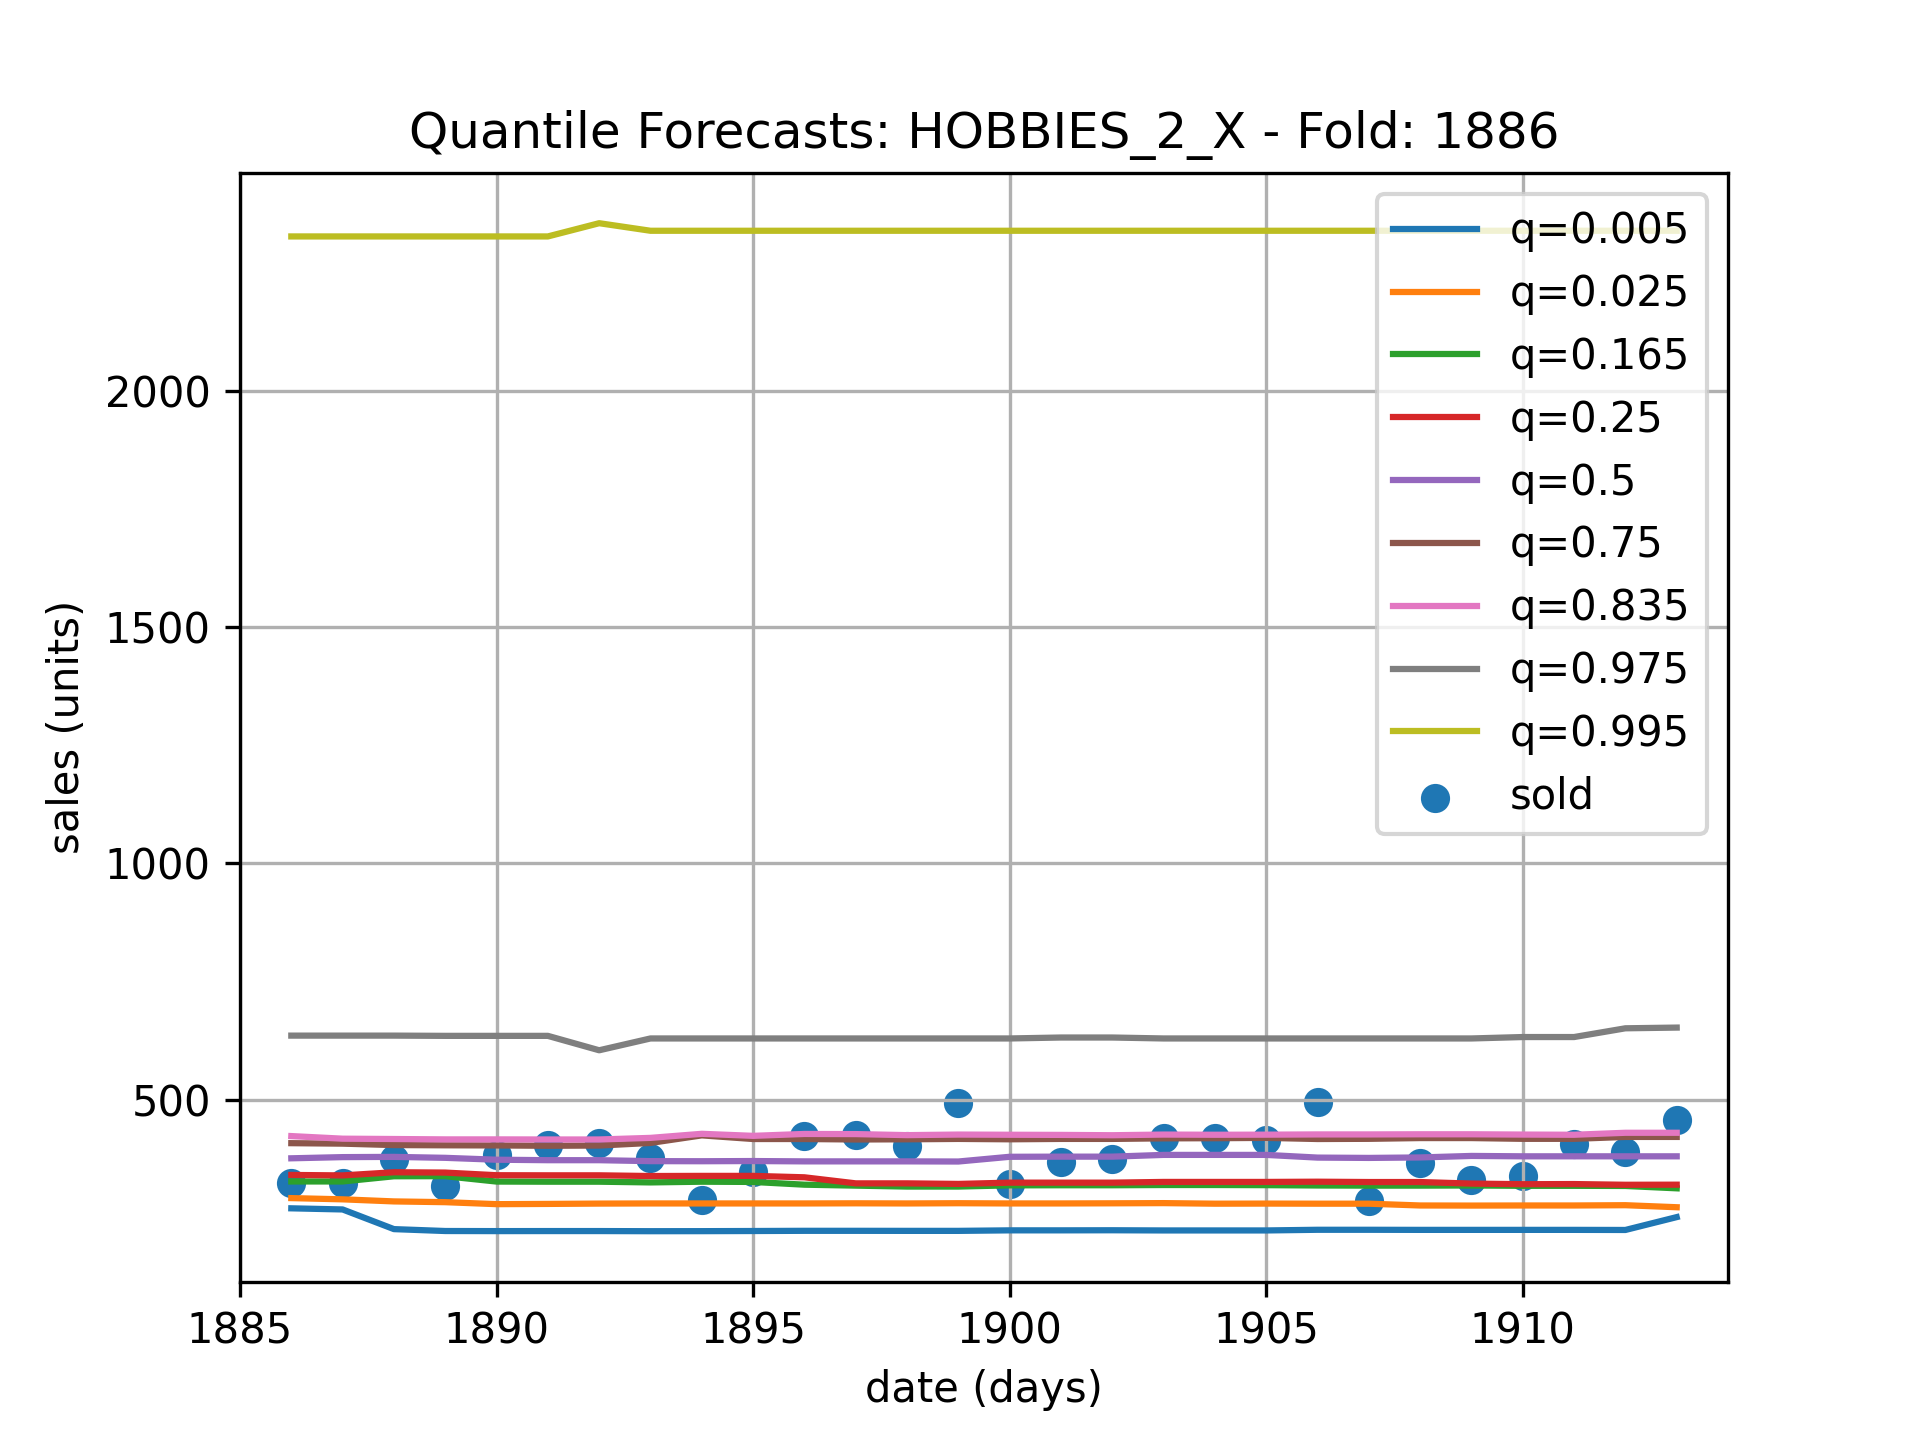 Quantile Forecasts: HOBBIES_2_X - Fold: 1886
q=0.005
q=0.025
q=0.165
q=0.25
q=0.5
q=0.75
q=0.835
q=0.975
q=0.995
sold
2000
1500
1000
500
sales (units)
1885 1890 1895 1900 1905 1910
date (days)